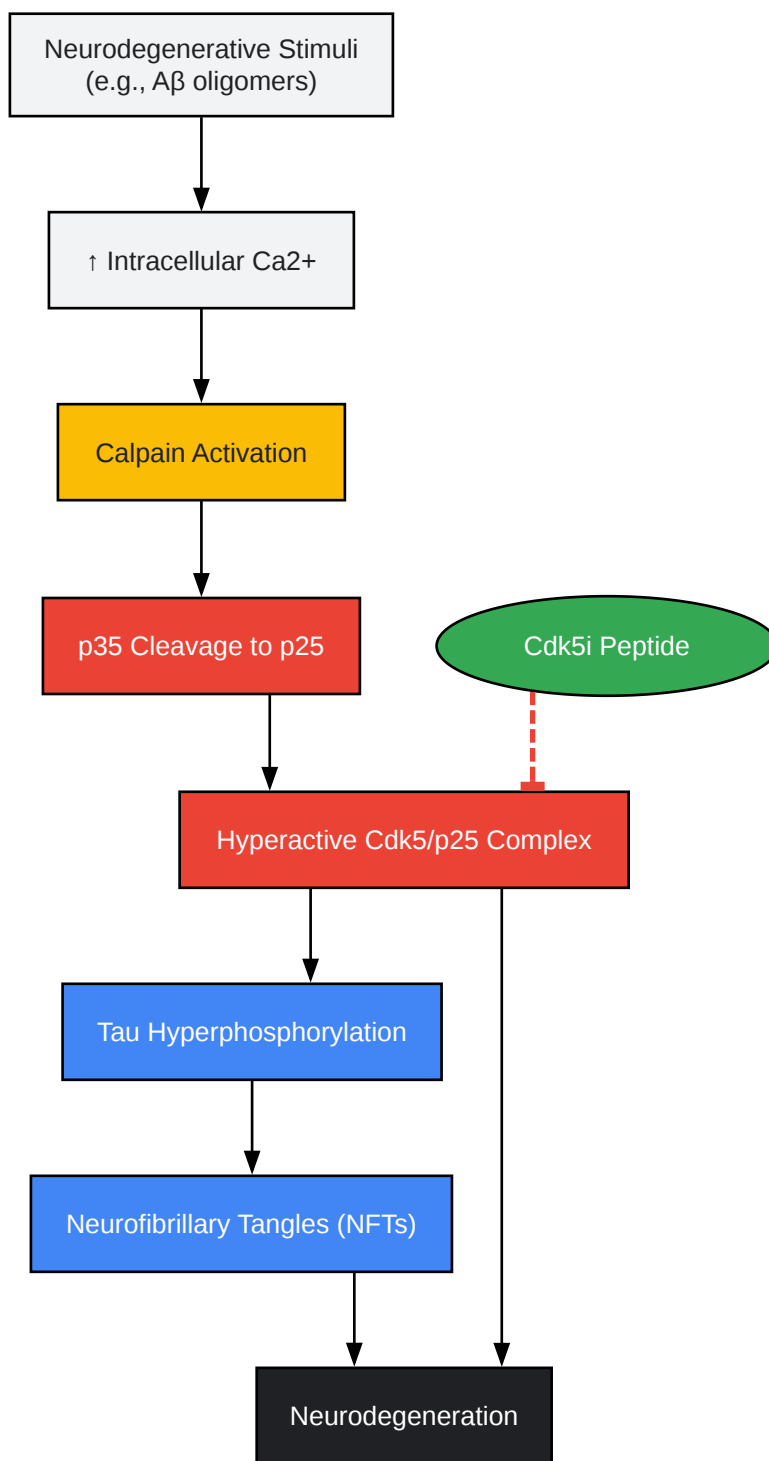 Neurodegenerative Stimuli
(e.g., Aβ oligomers)
↑ Intracellular Ca2+
Calpain Activation
p35 Cleavage to p25
Cdk5i Peptide
Hyperactive Cdk5/p25 Complex
Tau Hyperphosphorylation
Neurofibrillary Tangles (NFTs)
Neurodegeneration